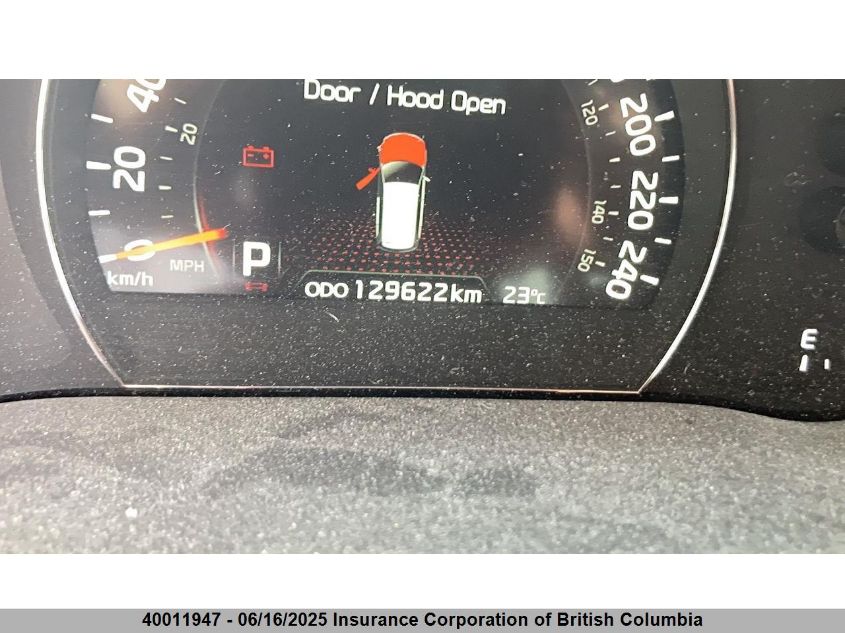 Door / Hood Open
40
20
0
km/h
20
MPH
P
ODO 129622km
23°C
120
140
150
200
220
240
E
40011947 - 06/16/2025 Insurance Corporation of British Columbia